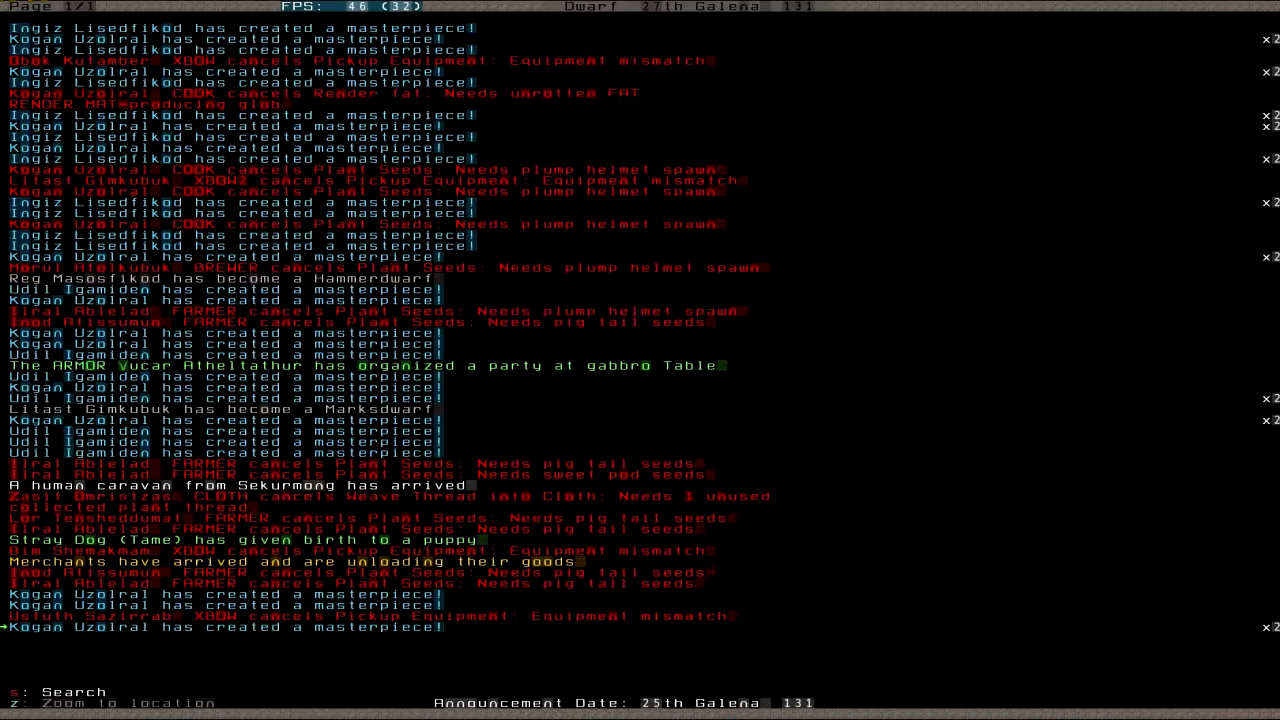 Page 1/1 FPS: 46 (32) Dwarf 27th Galena 131
Ingiz Lisedfikod has created a masterpiece!
Kogan Uzolral has created a masterpiece! x2
Ingiz Lisedfikod has created a masterpiece!
Obok Kutamber, XBOW cancels Pickup Equipment: Equipment mismatch.
Kogan Uzolral has created a masterpiece! x2
Ingiz Lisedfikod has created a masterpiece!
Kogan Uzolral, COOK cancels Render fat: Needs unrotten FAT
RENDER_MAT-producing glob.
Ingiz Lisedfikod has created a masterpiece! x2
Kogan Uzolral has created a masterpiece! x2
Ingiz Lisedfikod has created a masterpiece!
Kogan Uzolral has created a masterpiece!
Ingiz Lisedfikod has created a masterpiece! x2
Kogan Uzolral, COOK cancels Plant Seeds: Needs plump helmet spawn.
Litast Gimkubuk, XBOW2 cancels Pickup Equipment: Equipment mismatch.
Kogan Uzolral, COOK cancels Plant Seeds: Needs plump helmet spawn.
Ingiz Lisedfikod has created a masterpiece! x2
Ingiz Lisedfikod has created a masterpiece!
Kogan Uzolral, COOK cancels Plant Seeds: Needs plump helmet spawn.
Ingiz Lisedfikod has created a masterpiece!
Ingiz Lisedfikod has created a masterpiece!
Kogan Uzolral has created a masterpiece! x2
Morul Atolkubuk, BREWER cancels Plant Seeds: Needs plump helmet spawn.
Reg Masosfikod has become a Hammerdwarf.
Udil Igamiden has created a masterpiece!
Kogan Uzolral has created a masterpiece!
Ilral Ablelad, FARMER cancels Plant Seeds: Needs plump helmet spawn.
Inod Atissumun, FARMER cancels Plant Seeds: Needs pig tail seeds.
Kogan Uzolral has created a masterpiece!
Kogan Uzolral has created a masterpiece!
Udil Igamiden has created a masterpiece!
The ARMOR Vucar Atheltathur has organized a party at gabbro Table.
Udil Igamiden has created a masterpiece!
Kogan Uzolral has created a masterpiece!
Udil Igamiden has created a masterpiece! x2
Litast Gimkubuk has become a Marksdwarf.
Kogan Uzolral has created a masterpiece! x2
Udil Igamiden has created a masterpiece!
Udil Igamiden has created a masterpiece!
Udil Igamiden has created a masterpiece!
Ilral Ablelad, FARMER cancels Plant Seeds: Needs pig tail seeds.
Ilral Ablelad, FARMER cancels Plant Seeds: Needs sweet pod seeds.
A human caravan from Sekurmong has arrived.
Zasit Omristzas, CLOTH cancels Weave Thread into Cloth: Needs 1 unused
collected plant thread.
Lor Tensheddumat, FARMER cancels Plant Seeds: Needs pig tail seeds.
Ilral Ablelad, FARMER cancels Plant Seeds: Needs pig tail seeds.
Stray Dog (Tame) has given birth to a puppy.
Bim Shemakmam, XBOW cancels Pickup Equipment: Equipment mismatch.
Merchants have arrived and are unloading their goods.
Inod Atissumun, FARMER cancels Plant Seeds: Needs pig tail seeds.
Ilral Ablelad, FARMER cancels Plant Seeds: Needs pig tail seeds.
Kogan Uzolral has created a masterpiece!
Kogan Uzolral has created a masterpiece!
Usluth Sazirrab, XBOW cancels Pickup Equipment: Equipment mismatch.
Kogan Uzolral has created a masterpiece! x2
s: Search
z: Zoom to location Announcement Date: 25th Galena, 131